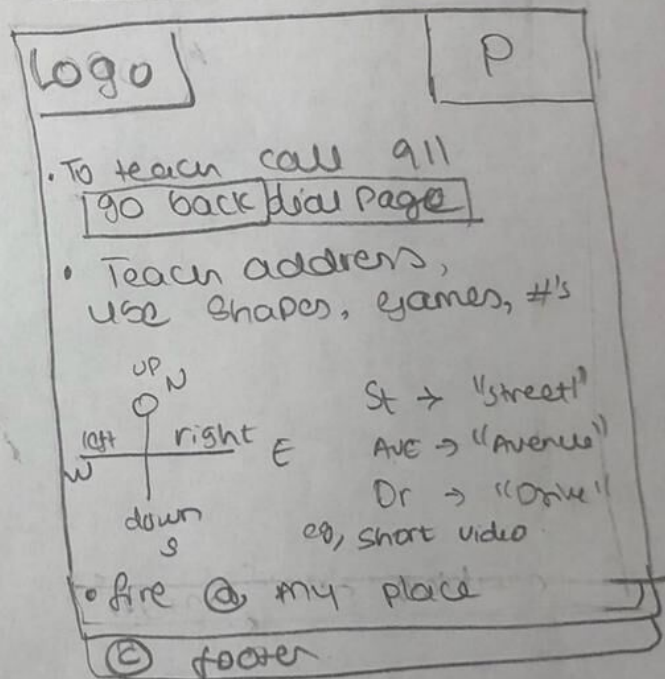 Logo
P
• To teach call 911
go back dial page
• Teach address,
use shapes, games, #'s
UP N
left right E
W
down
S
St → "Street"
AVE → "Avenue"
Dr → "Drive"
eg, short video
• fire @ my place
© footer